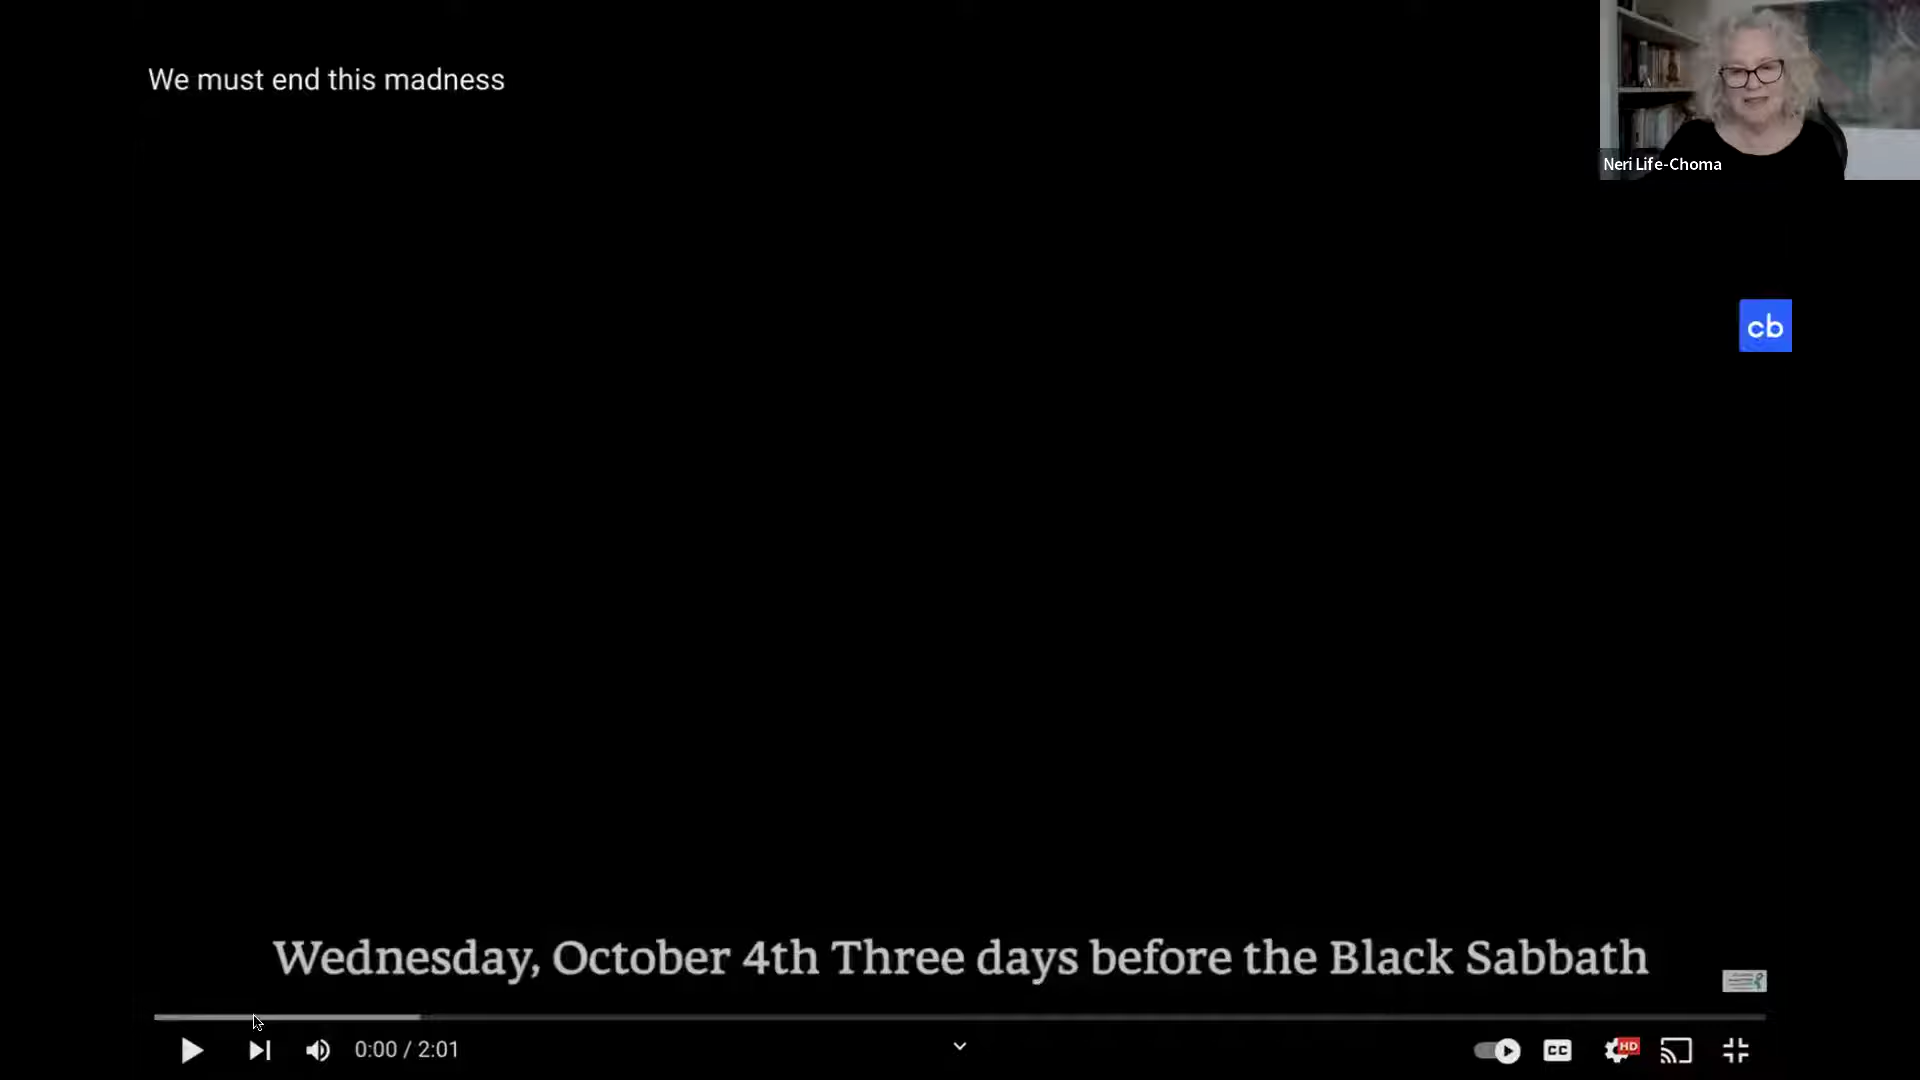 We must end this madness
Neri Life-Choma
cb
Wednesday, October 4th Three days before the Black Sabbath
0:00 / 2:01
CC
HD